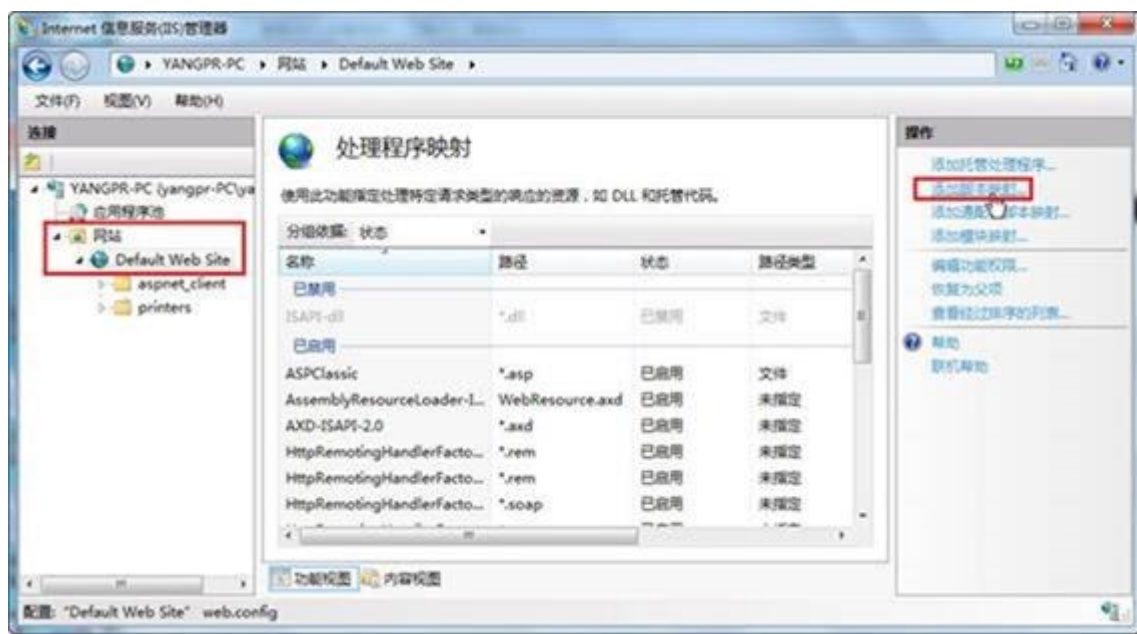 Internet 信息服务(IIS)管理器
YANGPR-PC ▸ 网站 ▸ Default Web Site ▸
文件(F) 视图(V) 帮助(H)
连接
YANGPR-PC (yangpr-PC\ya
应用程序池
网站
Default Web Site
aspnet_client
printers
处理程序映射
使用此功能指定处理特定请求类型的响应的资源，如 DLL 和托管代码。
分组依据: 状态
名称 路径 状态 路径类型
已禁用
ISAPI-dll *.dll 已禁用 文件
已启用
ASPClassic *.asp 已启用 文件
AssemblyResourceLoader-I... WebResource.axd 已启用 未指定
AXD-ISAPI-2.0 *.axd 已启用 未指定
HttpRemotingHandlerFacto... *.rem 已启用 未指定
HttpRemotingHandlerFacto... *.rem 已启用 未指定
HttpRemotingHandlerFacto... *.soap 已启用 未指定
功能视图 内容视图
操作
添加托管处理程序...
添加脚本映射...
添加通配 脚本映射...
添加模块映射...
编辑功能权限...
恢复为父项
查看经过排序的列表...
帮助
联机帮助
配置: "Default Web Site" web.config